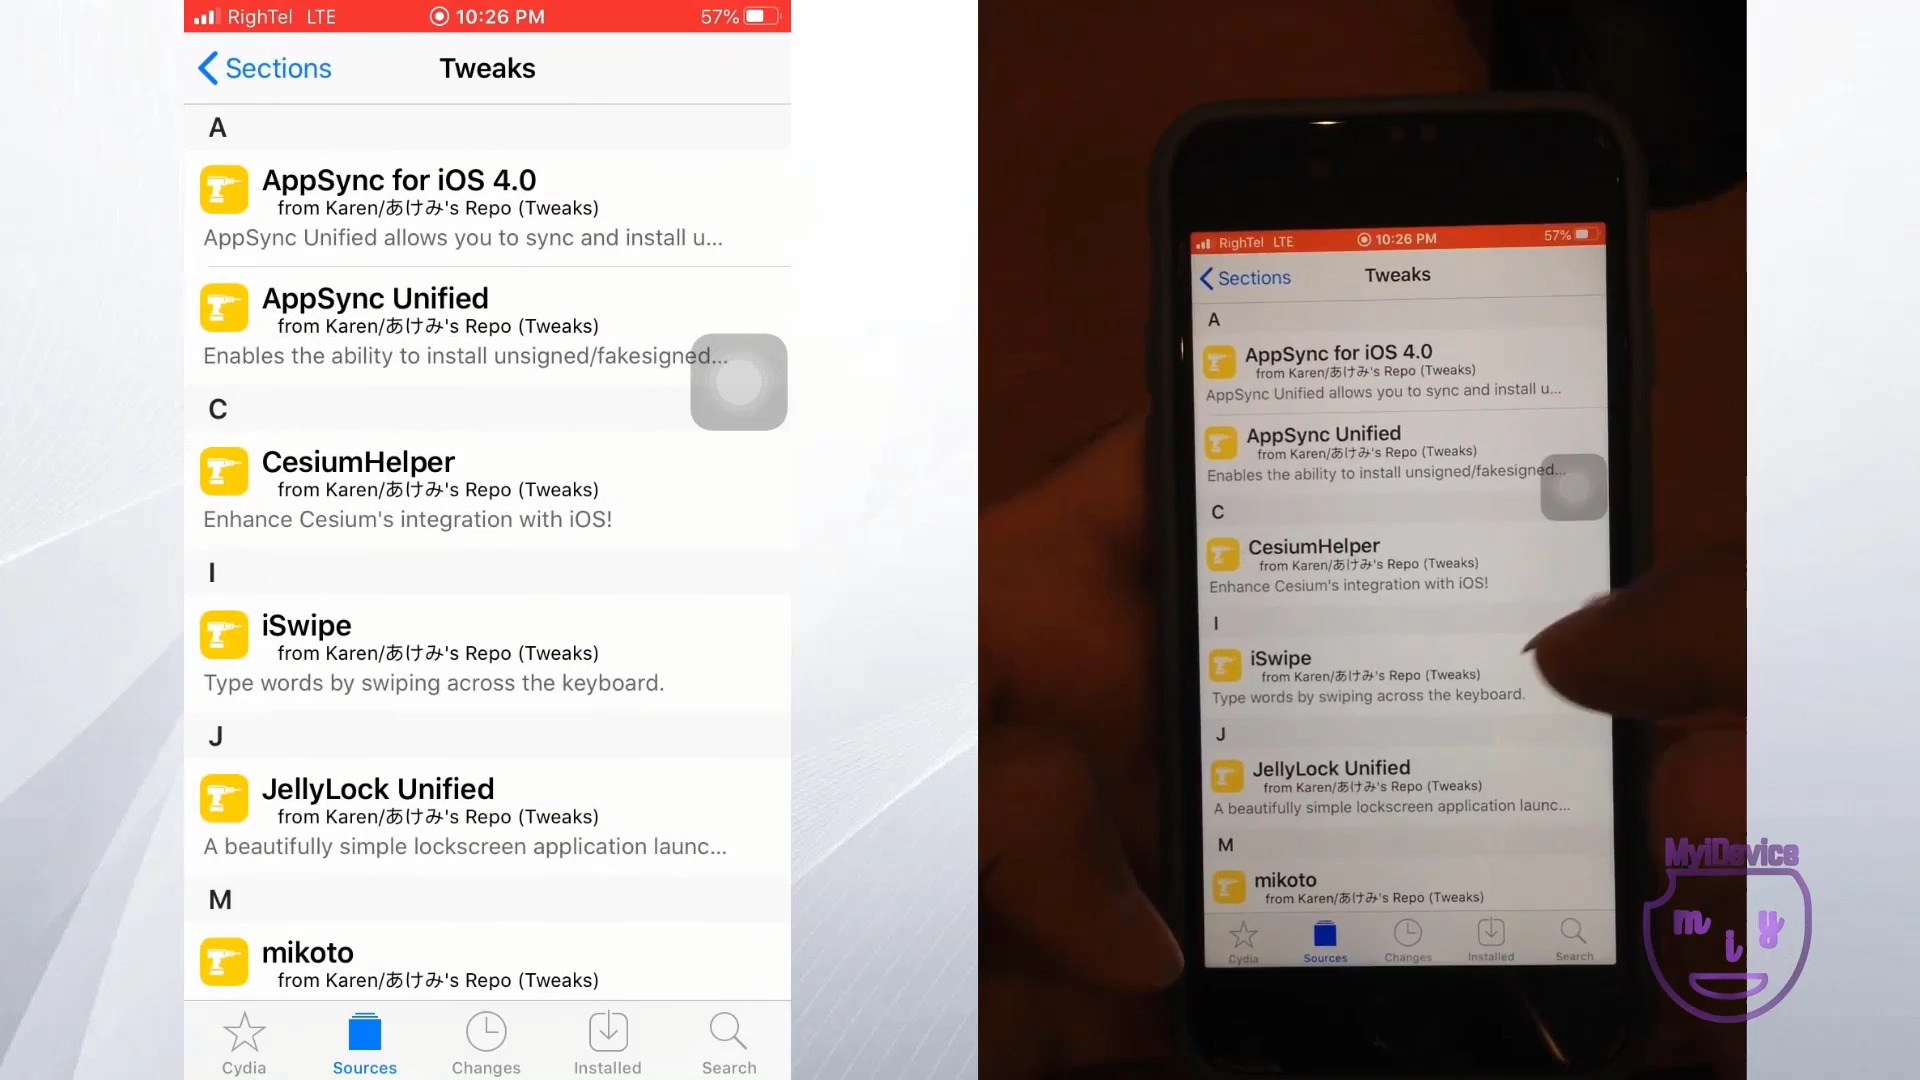 RighTel LTE 10:26 PM 57%
Sections Tweaks
A
AppSync for iOS 4.0
from Karen/あけみ's Repo (Tweaks)
AppSync Unified allows you to sync and install u...
AppSync Unified
from Karen/あけみ's Repo (Tweaks)
Enables the ability to install unsigned/fakesigned...
C
CesiumHelper
from Karen/あけみ's Repo (Tweaks)
Enhance Cesium's integration with iOS!
I
iSwipe
from Karen/あけみ's Repo (Tweaks)
Type words by swiping across the keyboard.
J
JellyLock Unified
from Karen/あけみ's Repo (Tweaks)
A beautifully simple lockscreen application launc...
M
mikoto
from Karen/あけみ's Repo (Tweaks)
Cydia Sources Changes Installed Search
RighTel LTE 10:26 PM 57%
Sections Tweaks
A
AppSync for iOS 4.0
from Karen/あけみ's Repo (Tweaks)
AppSync Unified allows you to sync and install u...
AppSync Unified
from Karen/あけみ's Repo (Tweaks)
Enables the ability to install unsigned/fakesigned...
C
CesiumHelper
from Karen/あけみ's Repo (Tweaks)
Enhance Cesium's integration with iOS!
I
iSwipe
from Karen/あけみ's Repo (Tweaks)
Type words by swiping across the keyboard.
J
JellyLock Unified
from Karen/あけみ's Repo (Tweaks)
A beautifully simple lockscreen application launc...
M
mikoto
from Karen/あけみ's Repo (Tweaks)
Cydia Sources Changes Installed Search
MyiDevice
m i y